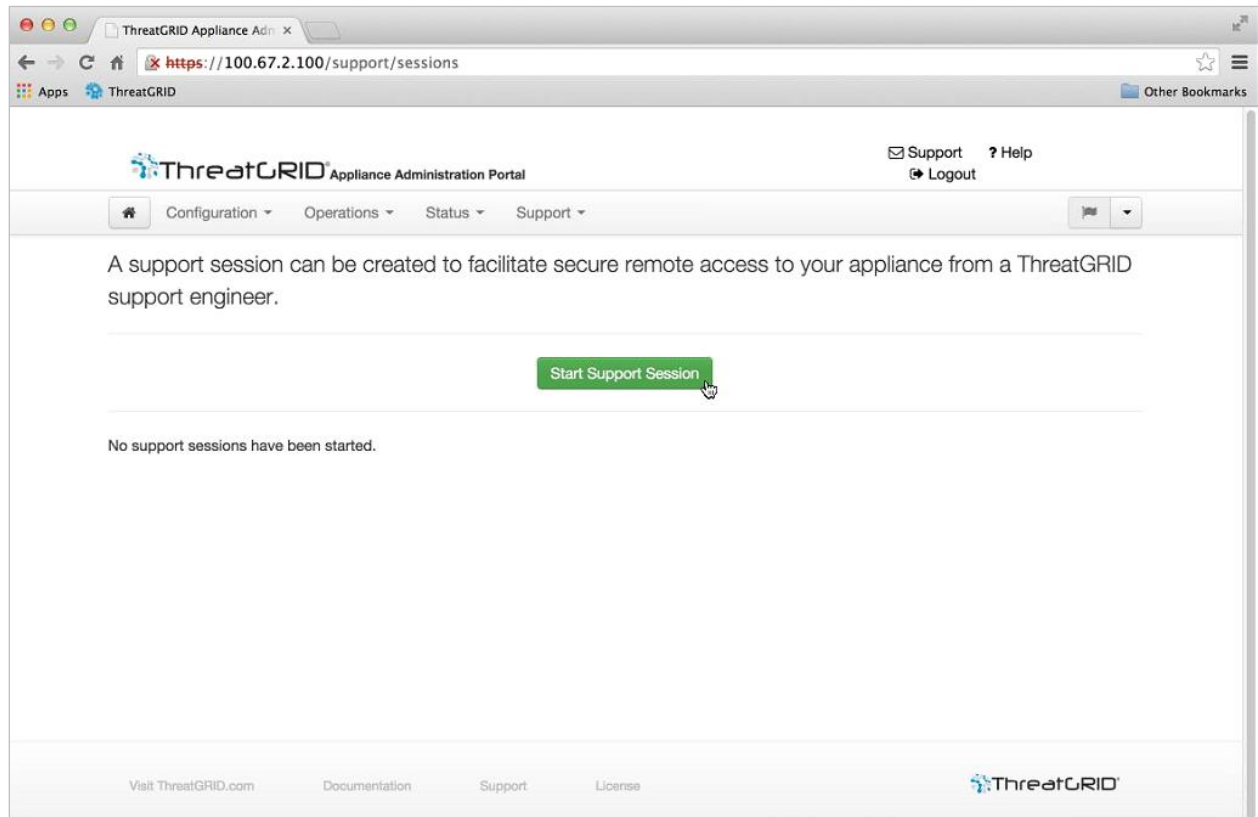 ThreatGRID Appliance Adn
https://100.67.2.100/support/sessions
Apps ThreatGRID Other Bookmarks
ThreatGRID® Appliance Administration Portal
Support ? Help
Logout
Configuration Operations Status Support
A support session can be created to facilitate secure remote access to your appliance from a ThreatGRID
support engineer.
Start Support Session
No support sessions have been started.
Visit ThreatGRID.com Documentation Support License ThreatGRID®